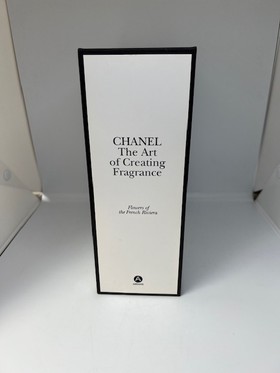 CHANEL
The Art
of Creating
Fragrance
Flowers of
the French Riviera